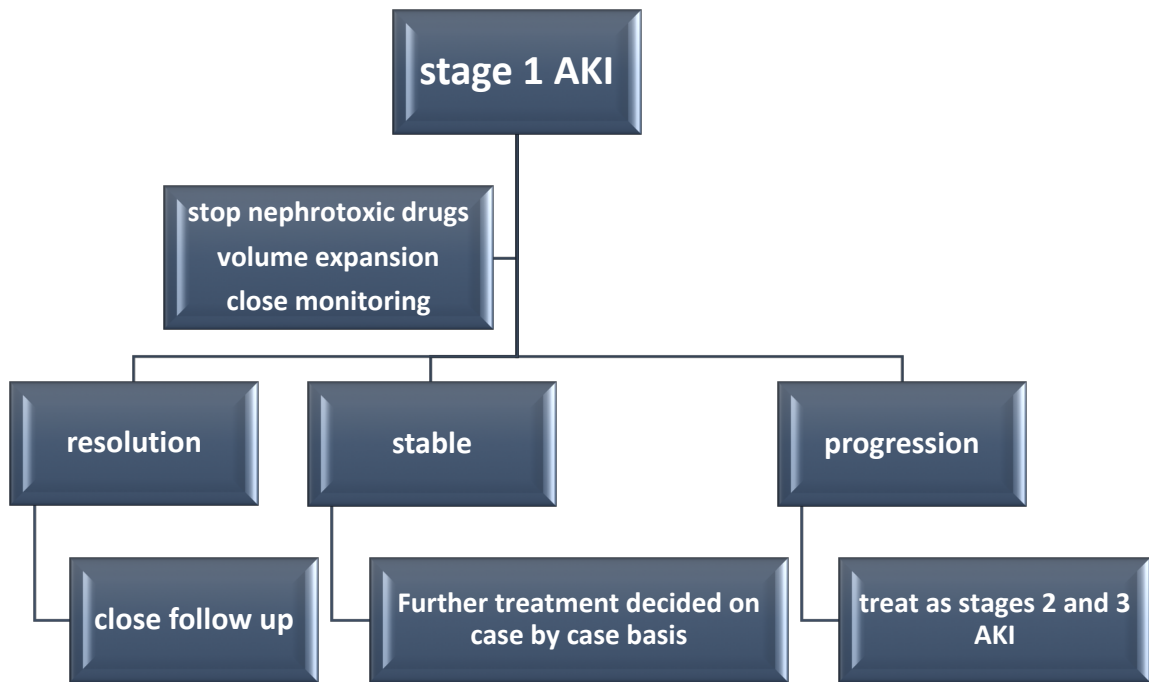 stage 1 AKI
stop nephrotoxic drugs
volume expansion
close monitoring
resolution
stable
progression
close follow up
Further treatment decided on
case by case basis
treat as stages 2 and 3
AKI